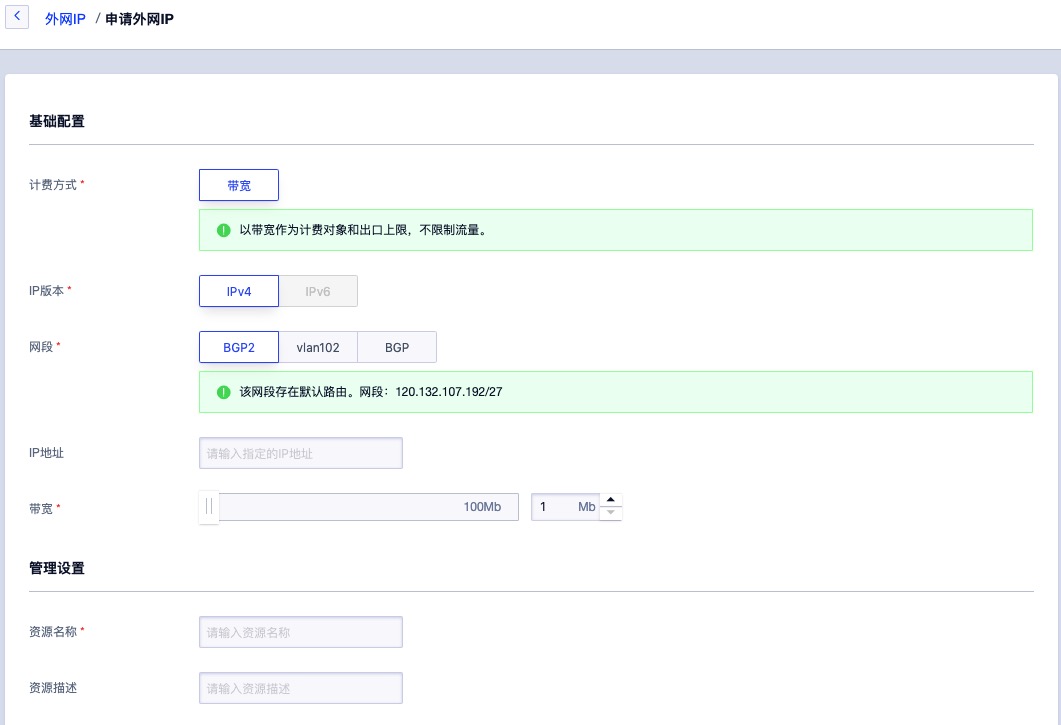 外网IP / 申请外网IP
基础配置
计费方式 * 带宽
以带宽作为计费对象和出口上限，不限制流量。
IP版本 * IPv4 IPv6
网段 * BGP2 vlan102 BGP
该网段存在默认路由。网段：120.132.107.192/27
IP地址 请输入指定的IP地址
带宽 * 100Mb 1 Mb
管理设置
资源名称 * 请输入资源名称
资源描述 请输入资源描述